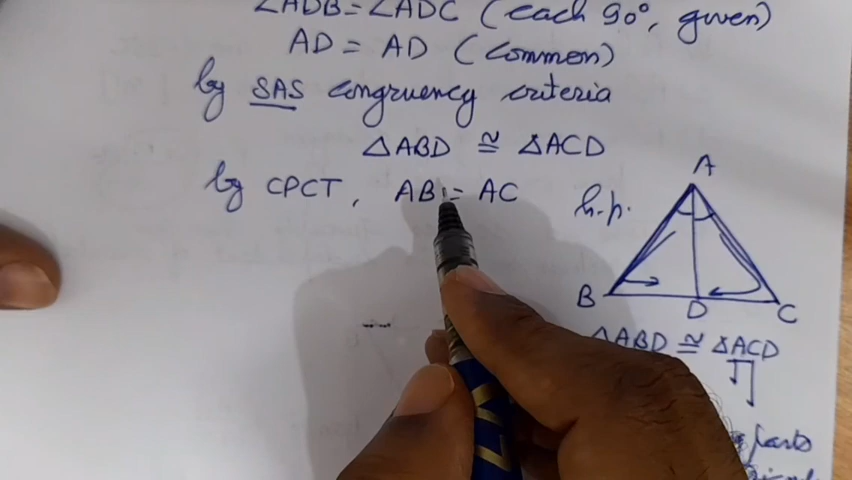 ∠ADB = ∠ADC (each 90°, given)
AD = AD (common)
by SAS congruency criteria
△ABD ≅ △ACD
by CPCT, AB = AC
h.p.
A
B
D
C
△ABD ≅ △ACD
parts